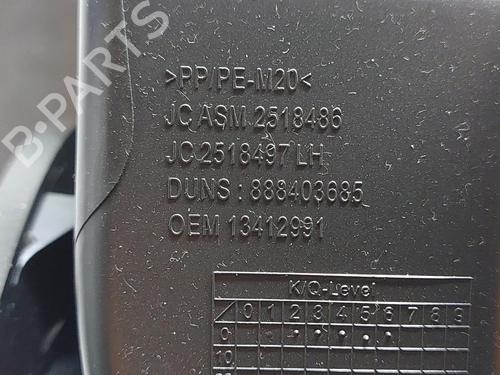 B-PARTS
>PP/PE-M20<
JC ASM 2518486
JC 2518497 LH
DUNS : 888403685
OEM 13412991
K/Q-Level
0 1 2 3 4 5 6 7 8 9
0
10